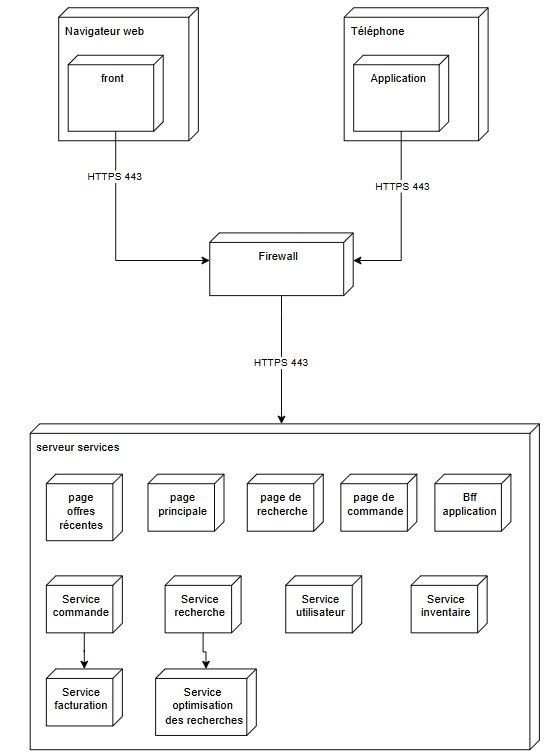 Navigateur web
Téléphone
front
Application
HTTPS 443
HTTPS 443
Firewall
HTTPS 443
serveur services
page
offres
récentes
page
principale
page de
recherche
page de
commande
Bff
application
Service
commande
Service
recherche
Service
utilisateur
Service
inventaire
Service
facturation
Service
optimisation
des recherches